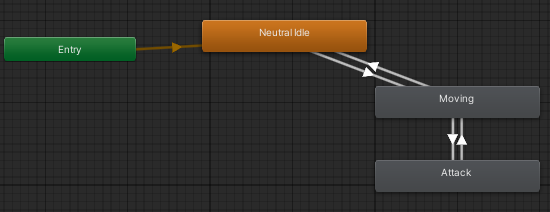 Neutral Idle
Entry
Moving
Attack